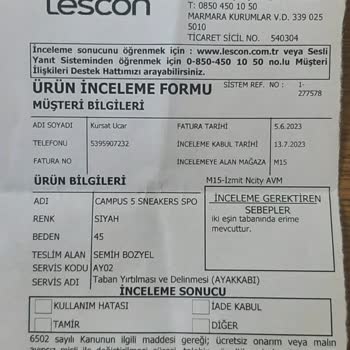 Lescon
T: 0850 450 10 50
MARMARA KURUMLAR V.D. 339 025
5010
TİCARET SİCİL NO. 540304
İnceleme sonucunu öğrenmek için : www.lescon.com.tr veya Sesli
Yanıt Sisteminden öğrenmek için 0-850-450 10 50 no.lu Müşteri
İlişkileri Destek Hattımızı arayabilirsiniz.
ÜRÜN İNCELEME FORMU
SİSTEM REF. NO : 1-
277578
MÜŞTERİ BİLGİLERİ
ADI SOYADI Kursat Ucar FATURA TARİHİ 5.6.2023
TELEFONU 5395907232 İNCELEME KABUL TARİHİ 13.7.2023
FATURA NO İNCELEMEYE ALAN MAĞAZA M15
ÜRÜN BİLGİLERİ M15-İzmit Ncity AVM
ADI CAMPUS 5 SNEAKERS SPO
RENK SIYAH
BEDEN 45
TESLİM ALAN SEMİH BOZYEL
SERVİS KODU AY02
SERVİS ADI Taban Yırtılması ve Delinmesi (AYAKKABI)
İNCELEME GEREKTİREN
SEBEPLER
iki eşin tabanında erime
mevcuttur.
İNCELEME SONUCU
KULLANIM HATASI İADE KABUL
TAMİR DİĞER
6502 sayılı Kanunun ilgili maddesi gereği; ücretsiz onarım veya malın